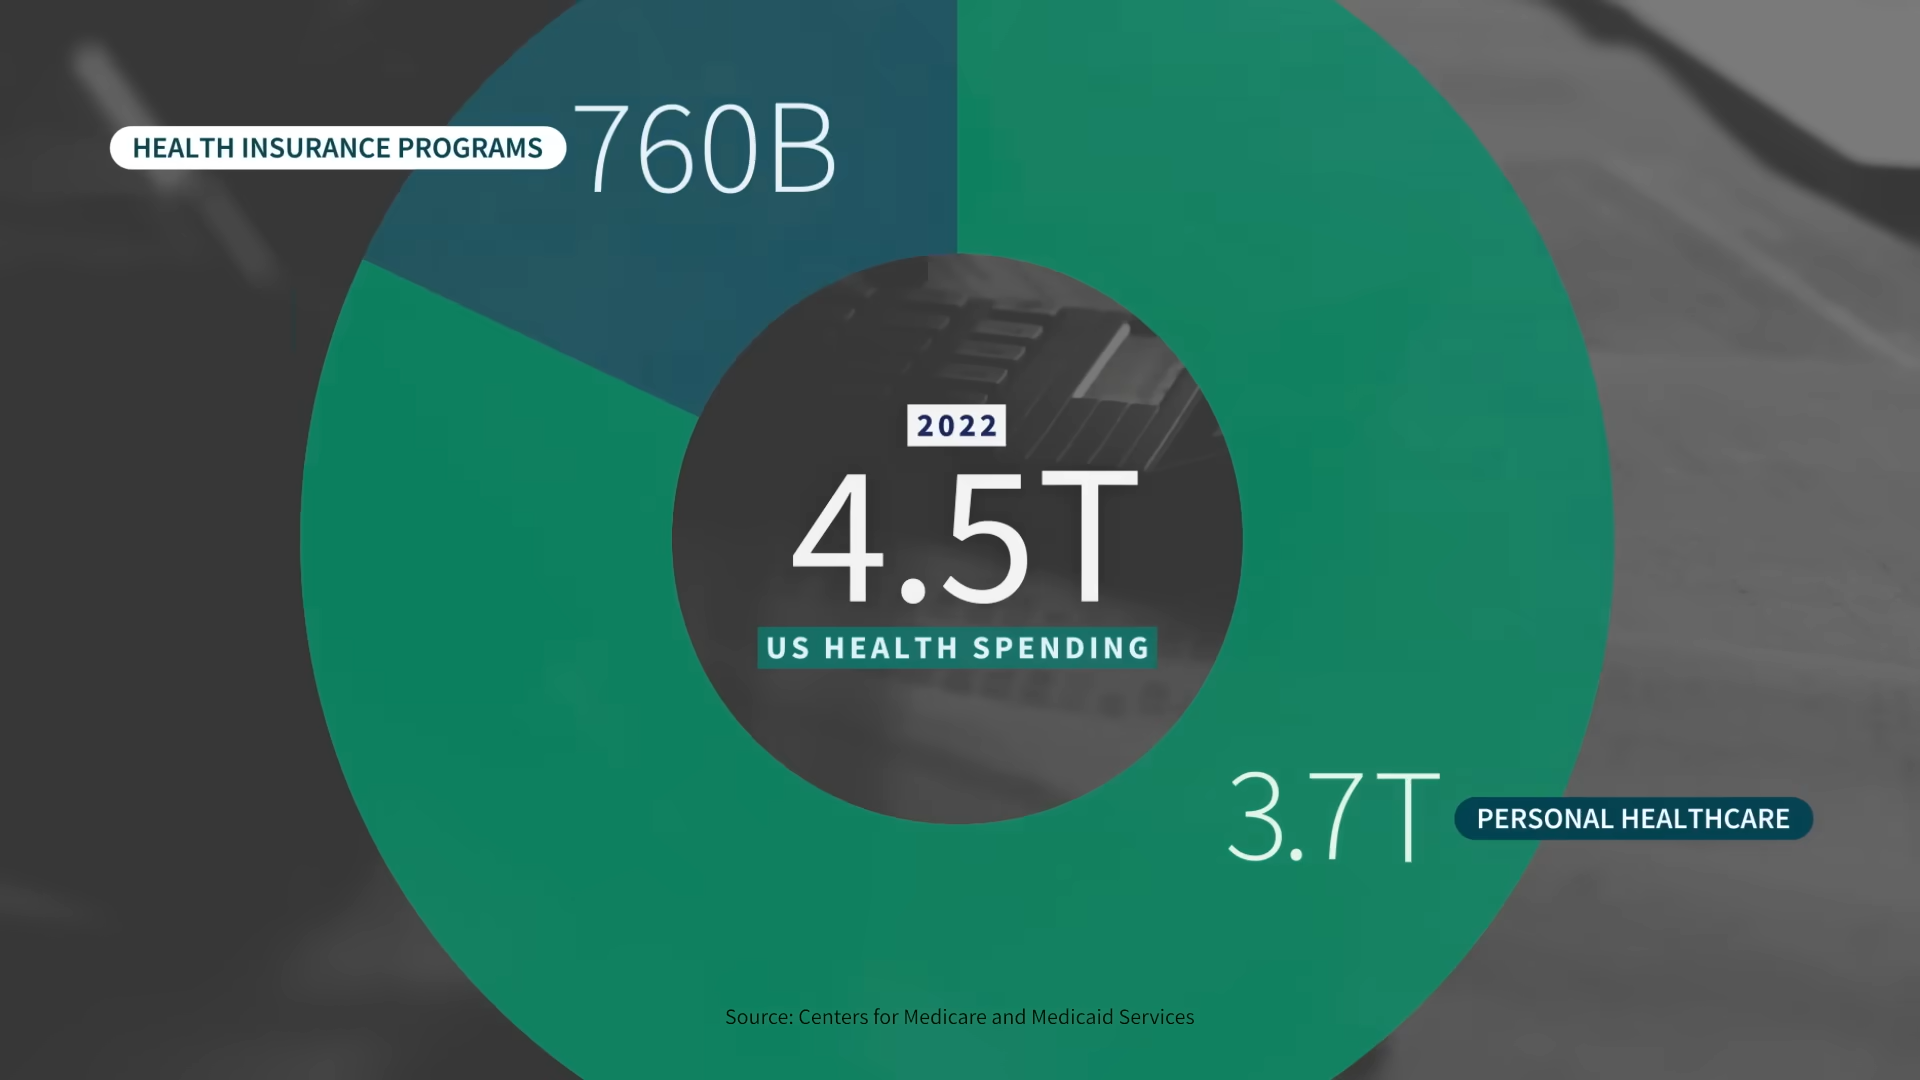 HEALTH INSURANCE PROGRAMS
760B
2022
4.5T
US HEALTH SPENDING
3.7T
PERSONAL HEALTHCARE
Source: Centers for Medicare and Medicaid Services